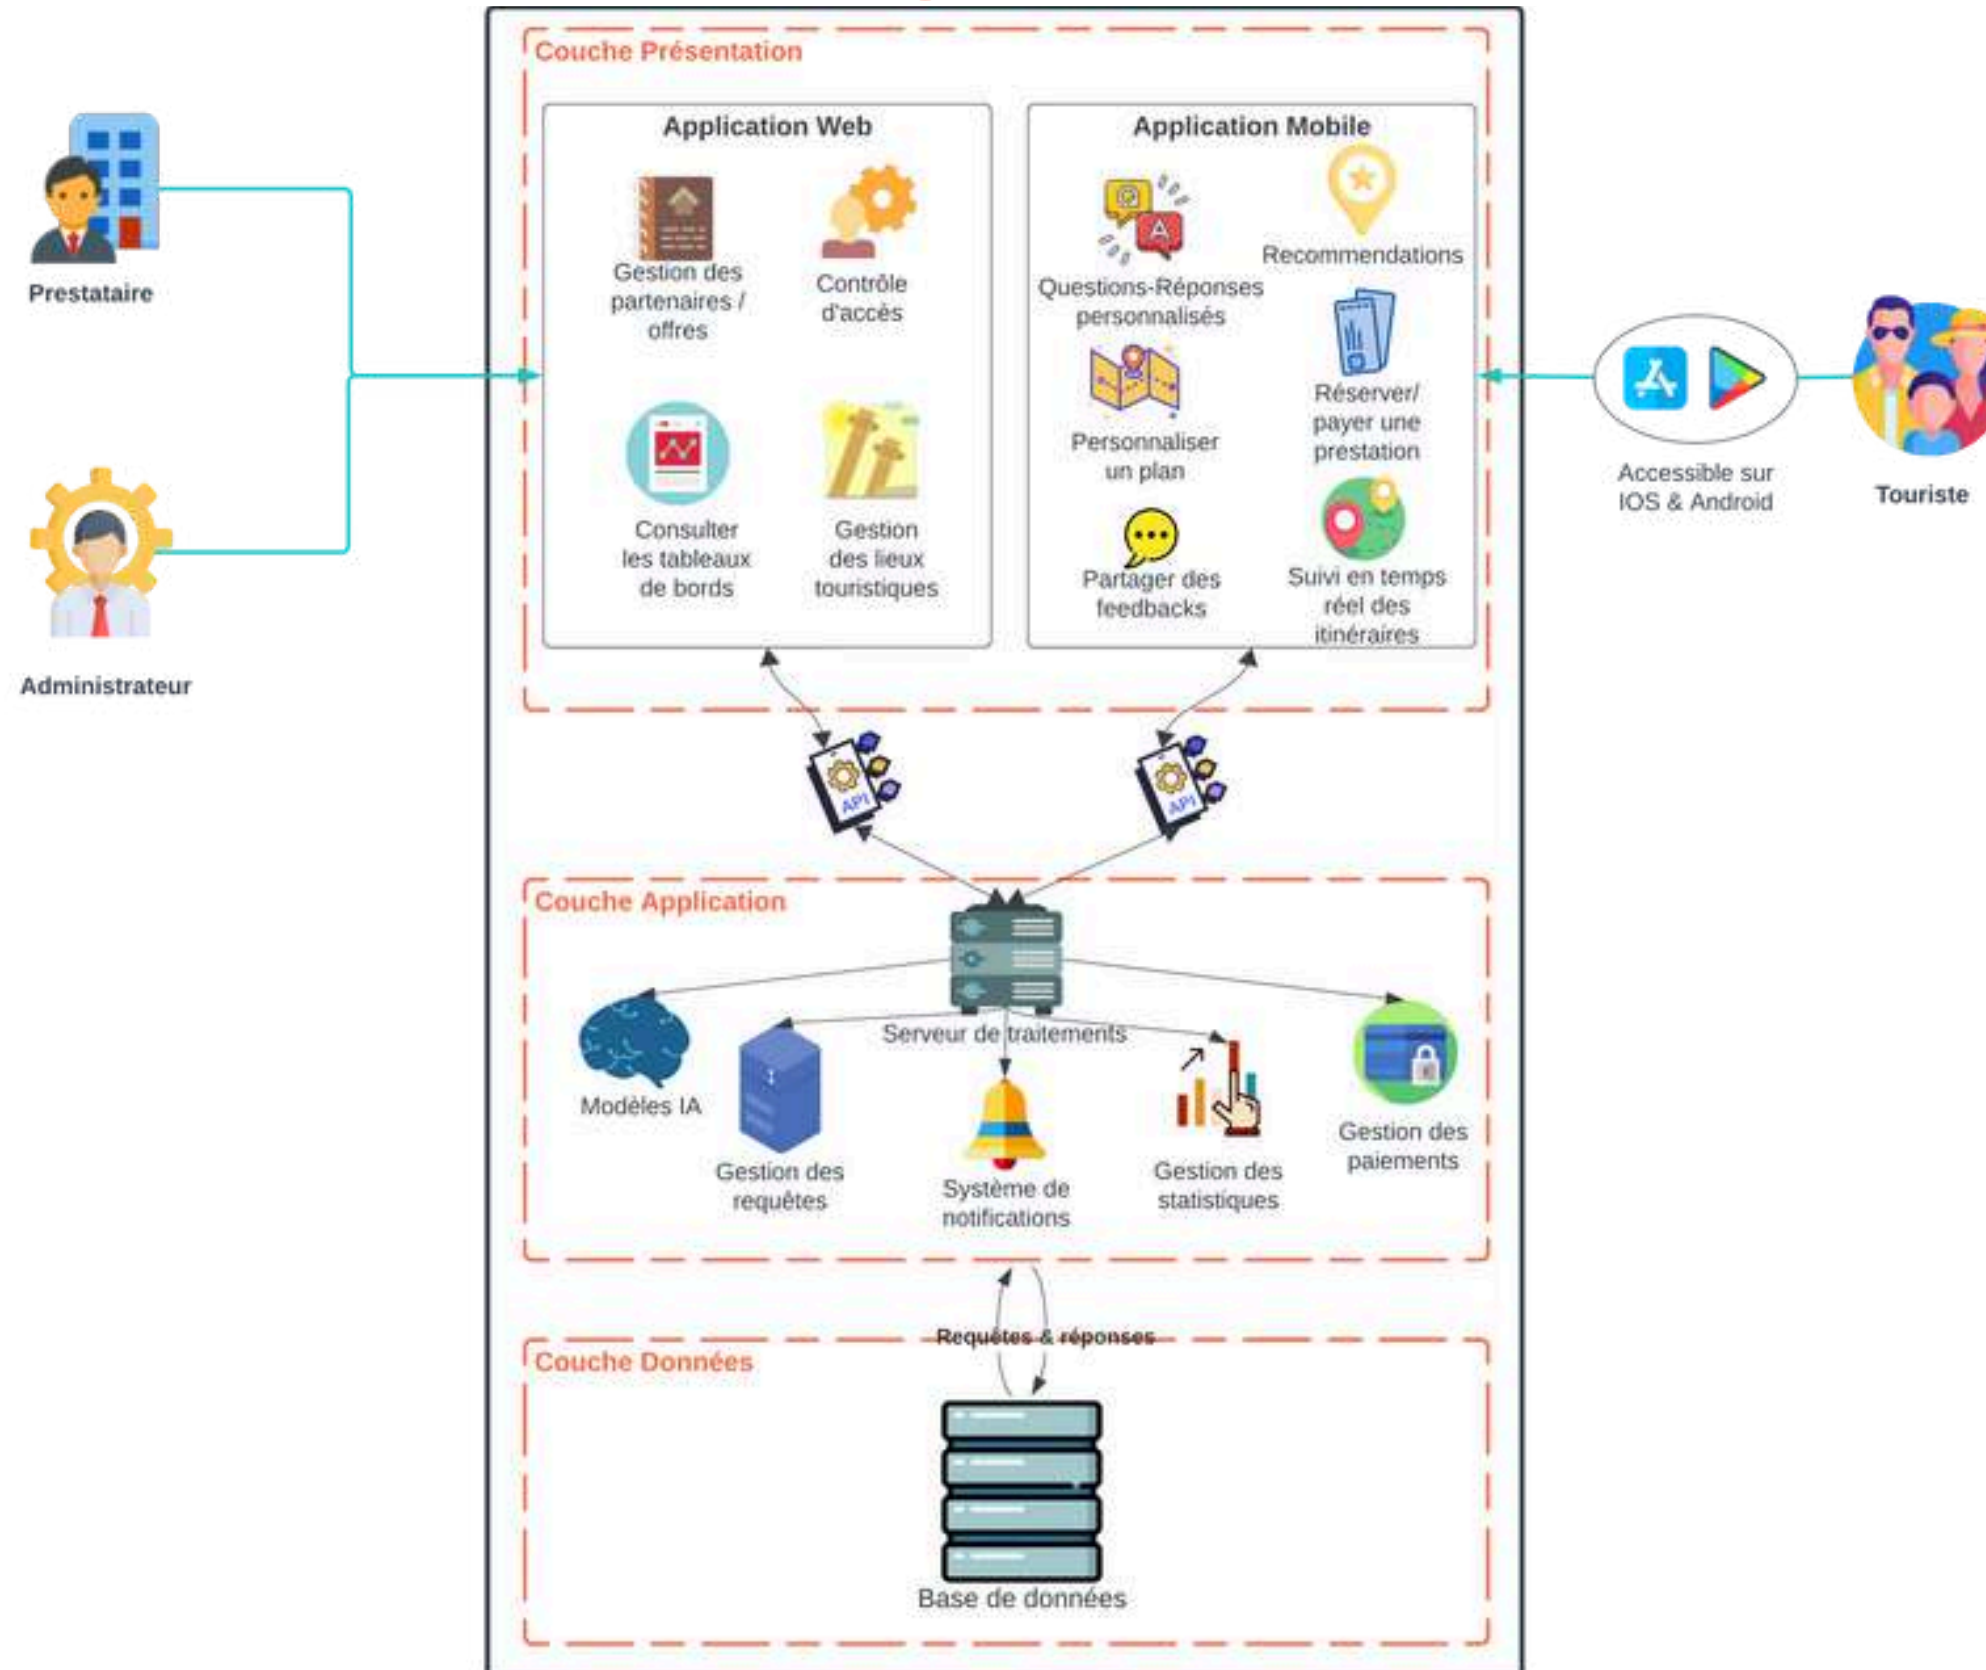 Couche Présentation
Application Web
Gestion des
partenaires /
offres
Contrôle
d'accès
Consulter
les tableaux
de bords
Gestion
des lieux
touristiques
Application Mobile
Questions-Réponses
personnalisés
Recommendations
Personnaliser
un plan
Réserver/
payer une
prestation
Partager des
feedbacks
Suivi en temps
réel des
itinéraires
Prestataire
Administrateur
Accessible sur
IOS & Android
Touriste
API
API
Couche Application
Serveur de traitements
Modèles IA
Gestion des
requêtes
Système de
notifications
Gestion des
statistiques
Gestion des
paiements
Requêtes & réponses
Couche Données
Base de données